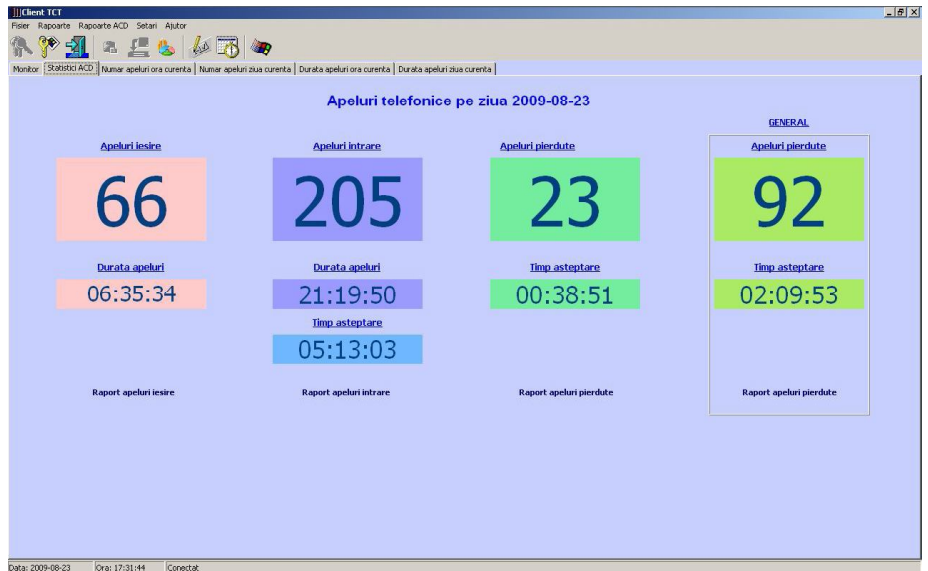 Client TCT
Fisier Rapoarte Rapoarte ACD Setari Ajutor
Monitor Statistici ACD Numar apeluri ora curenta Numar apeluri ziua curenta Durata apeluri ora curenta Durata apeluri ziua curenta
Apeluri telefonice pe ziua 2009-08-23
GENERAL
Apeluri iesire Apeluri intrare Apeluri pierdute Apeluri pierdute
66 205 23 92
Durata apeluri Durata apeluri Timp asteptare Timp asteptare
06:35:34 21:19:50 00:38:51 02:09:53
Timp asteptare
05:13:03
Raport apeluri iesire Raport apeluri intrare Raport apeluri pierdute Raport apeluri pierdute
Data: 2009-08-23 Ora: 17:31:44 Conectat